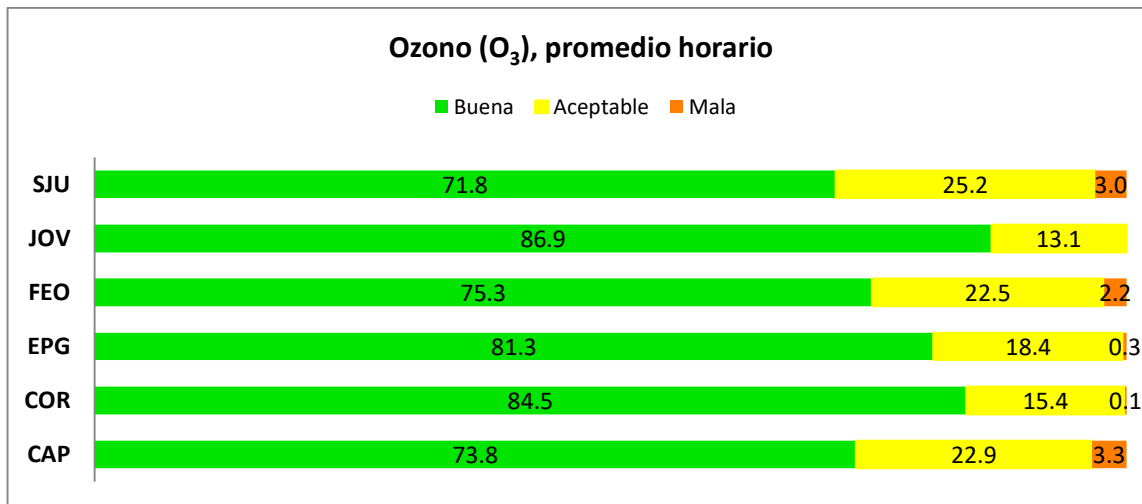 Ozono (O₃), promedio horario
Buena Aceptable Mala
SJU 71.8 25.2 3.0
JOV 86.9 13.1
FEO 75.3 22.5 2.2
EPG 81.3 18.4 0.3
COR 84.5 15.4 0.1
CAP 73.8 22.9 3.3